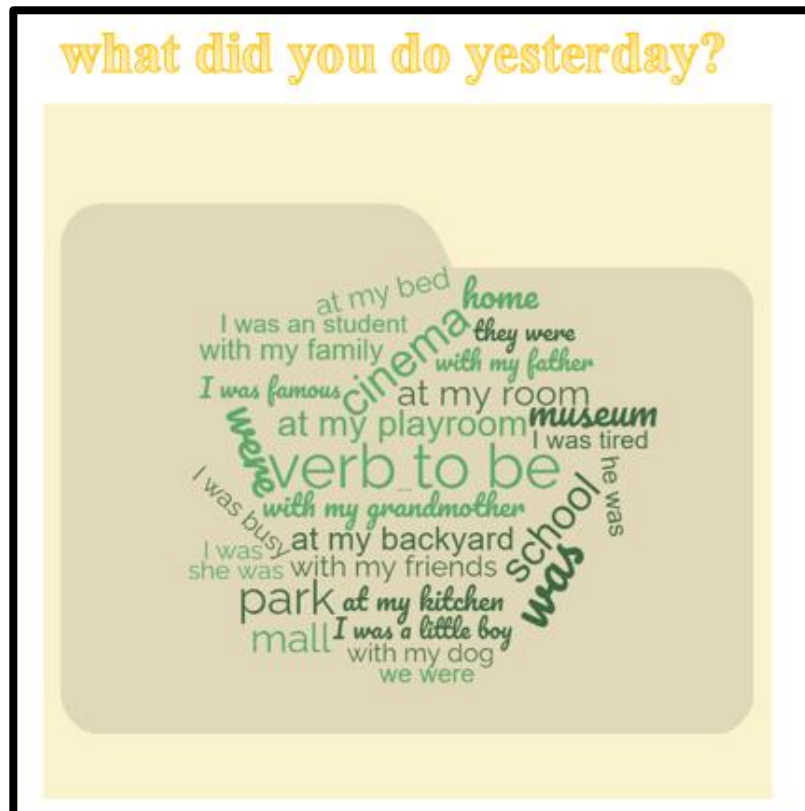 what did you do yesterday?
at my bed
home
I was an student
cinema
they were
with my family
with my father
I was famous
at my room
were
at my playroom
museum
I was tired
verb to be
he was
I was busy
with my grandmother
school
at my backyard
I was
she was
with my friends
was
park
at my kitchen
mall
I was a little boy
with my dog
we were